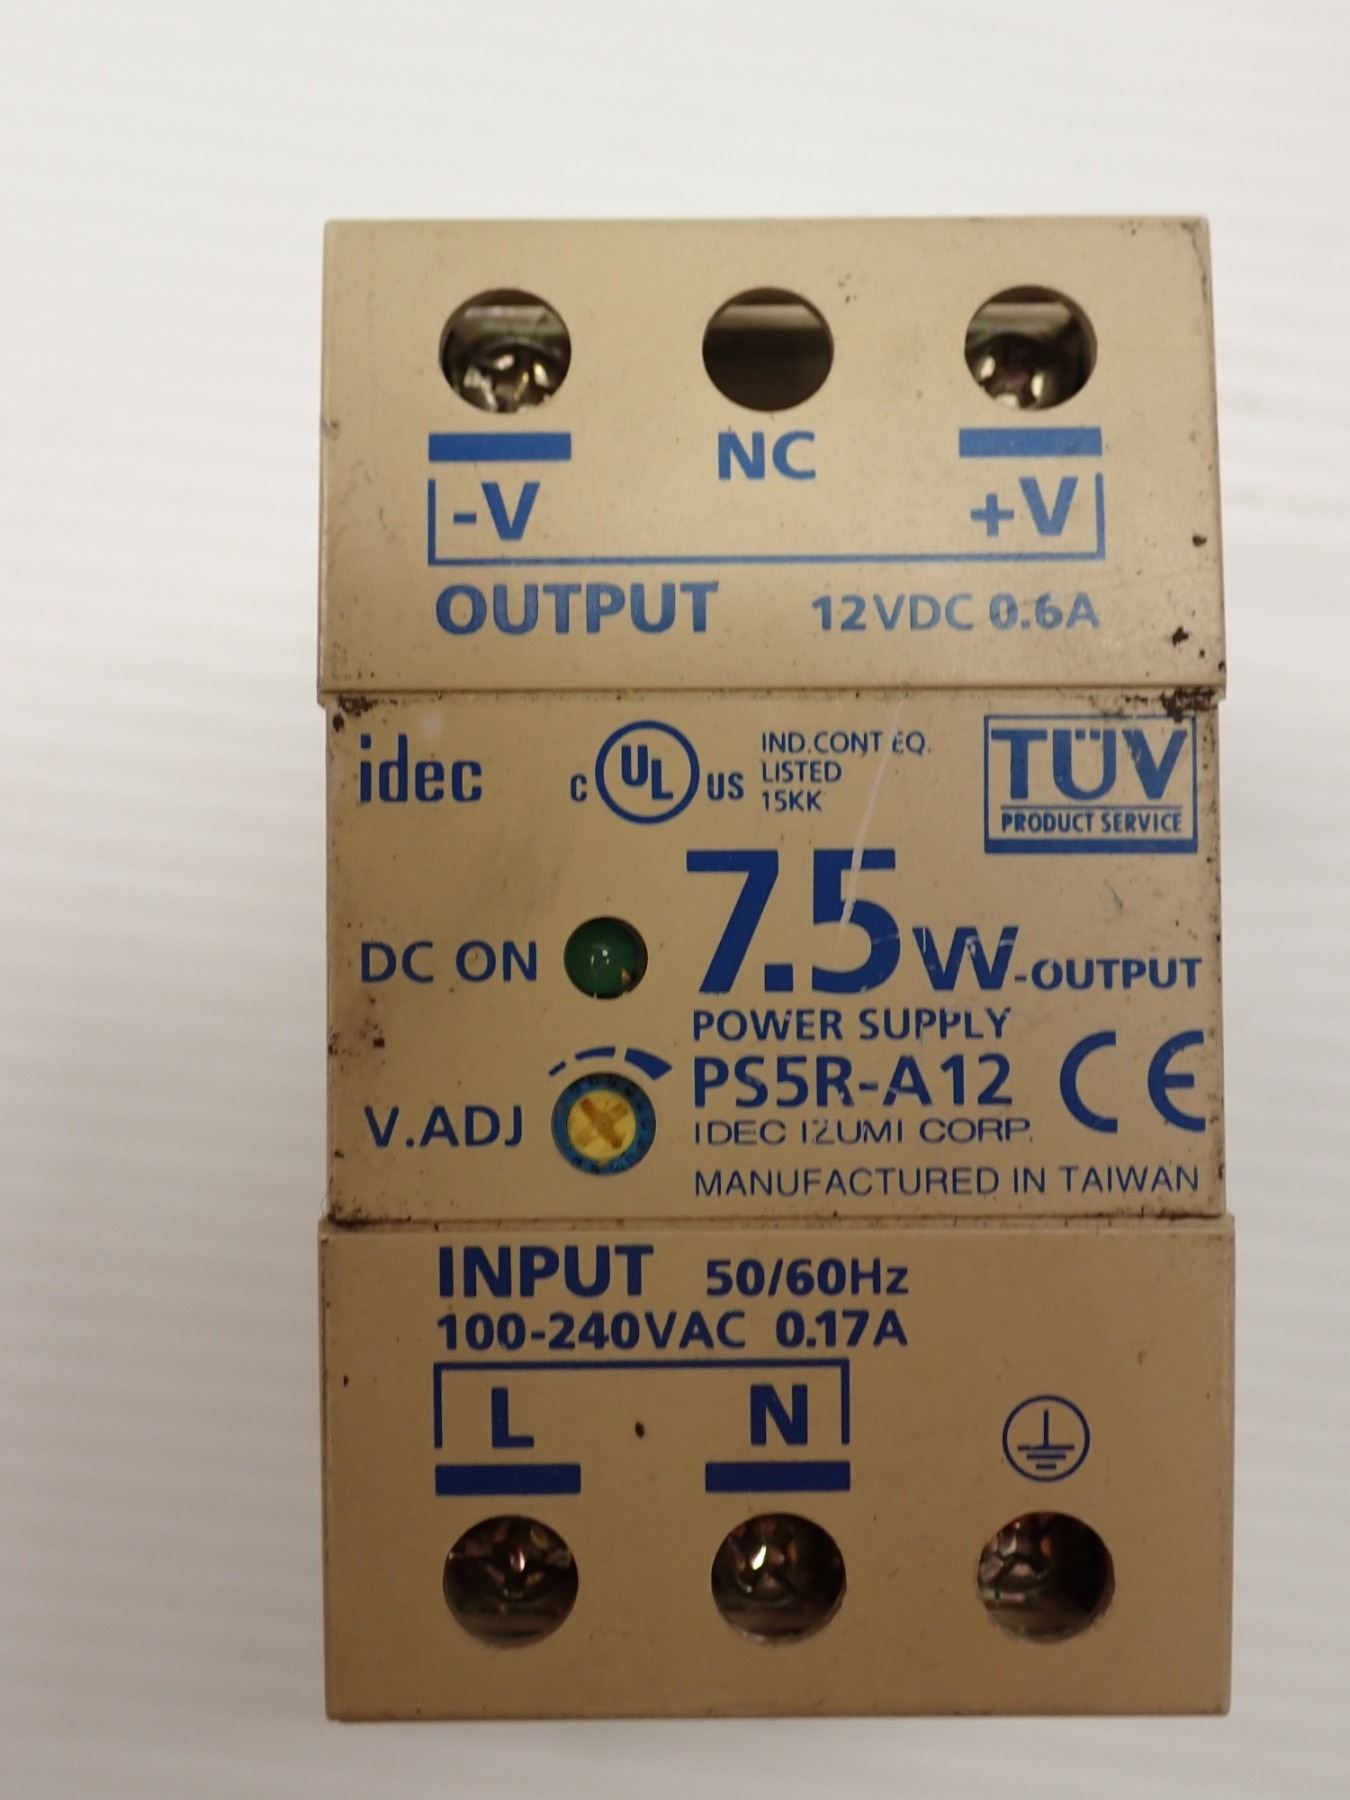 NC
-V +V
OUTPUT 12VDC 0.6A
idec
C UL US
IND.CONT EQ.
LISTED
15KK
TÜV
PRODUCT SERVICE
7.5W-OUTPUT
DC ON
POWER SUPPLY
PS5R-A12
CE
V.ADJ
IDEC IZUMI CORP.
MANUFACTURED IN TAIWAN
INPUT 50/60Hz
100-240VAC 0.17A
L N